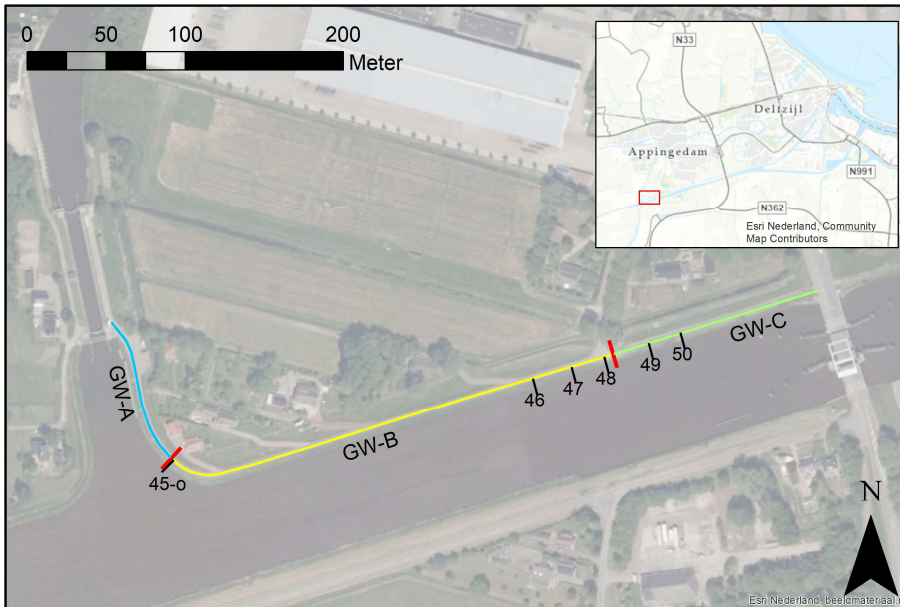 0 50 100 200
Meter
N33
Delfzijl
Appingedam
N991
N362
Esri Nederland, Community
Map Contributors
GW-A
45-o
GW-B
46
47
48
49
50
GW-C
N
Esri Nederland, beeldmateriaal.n